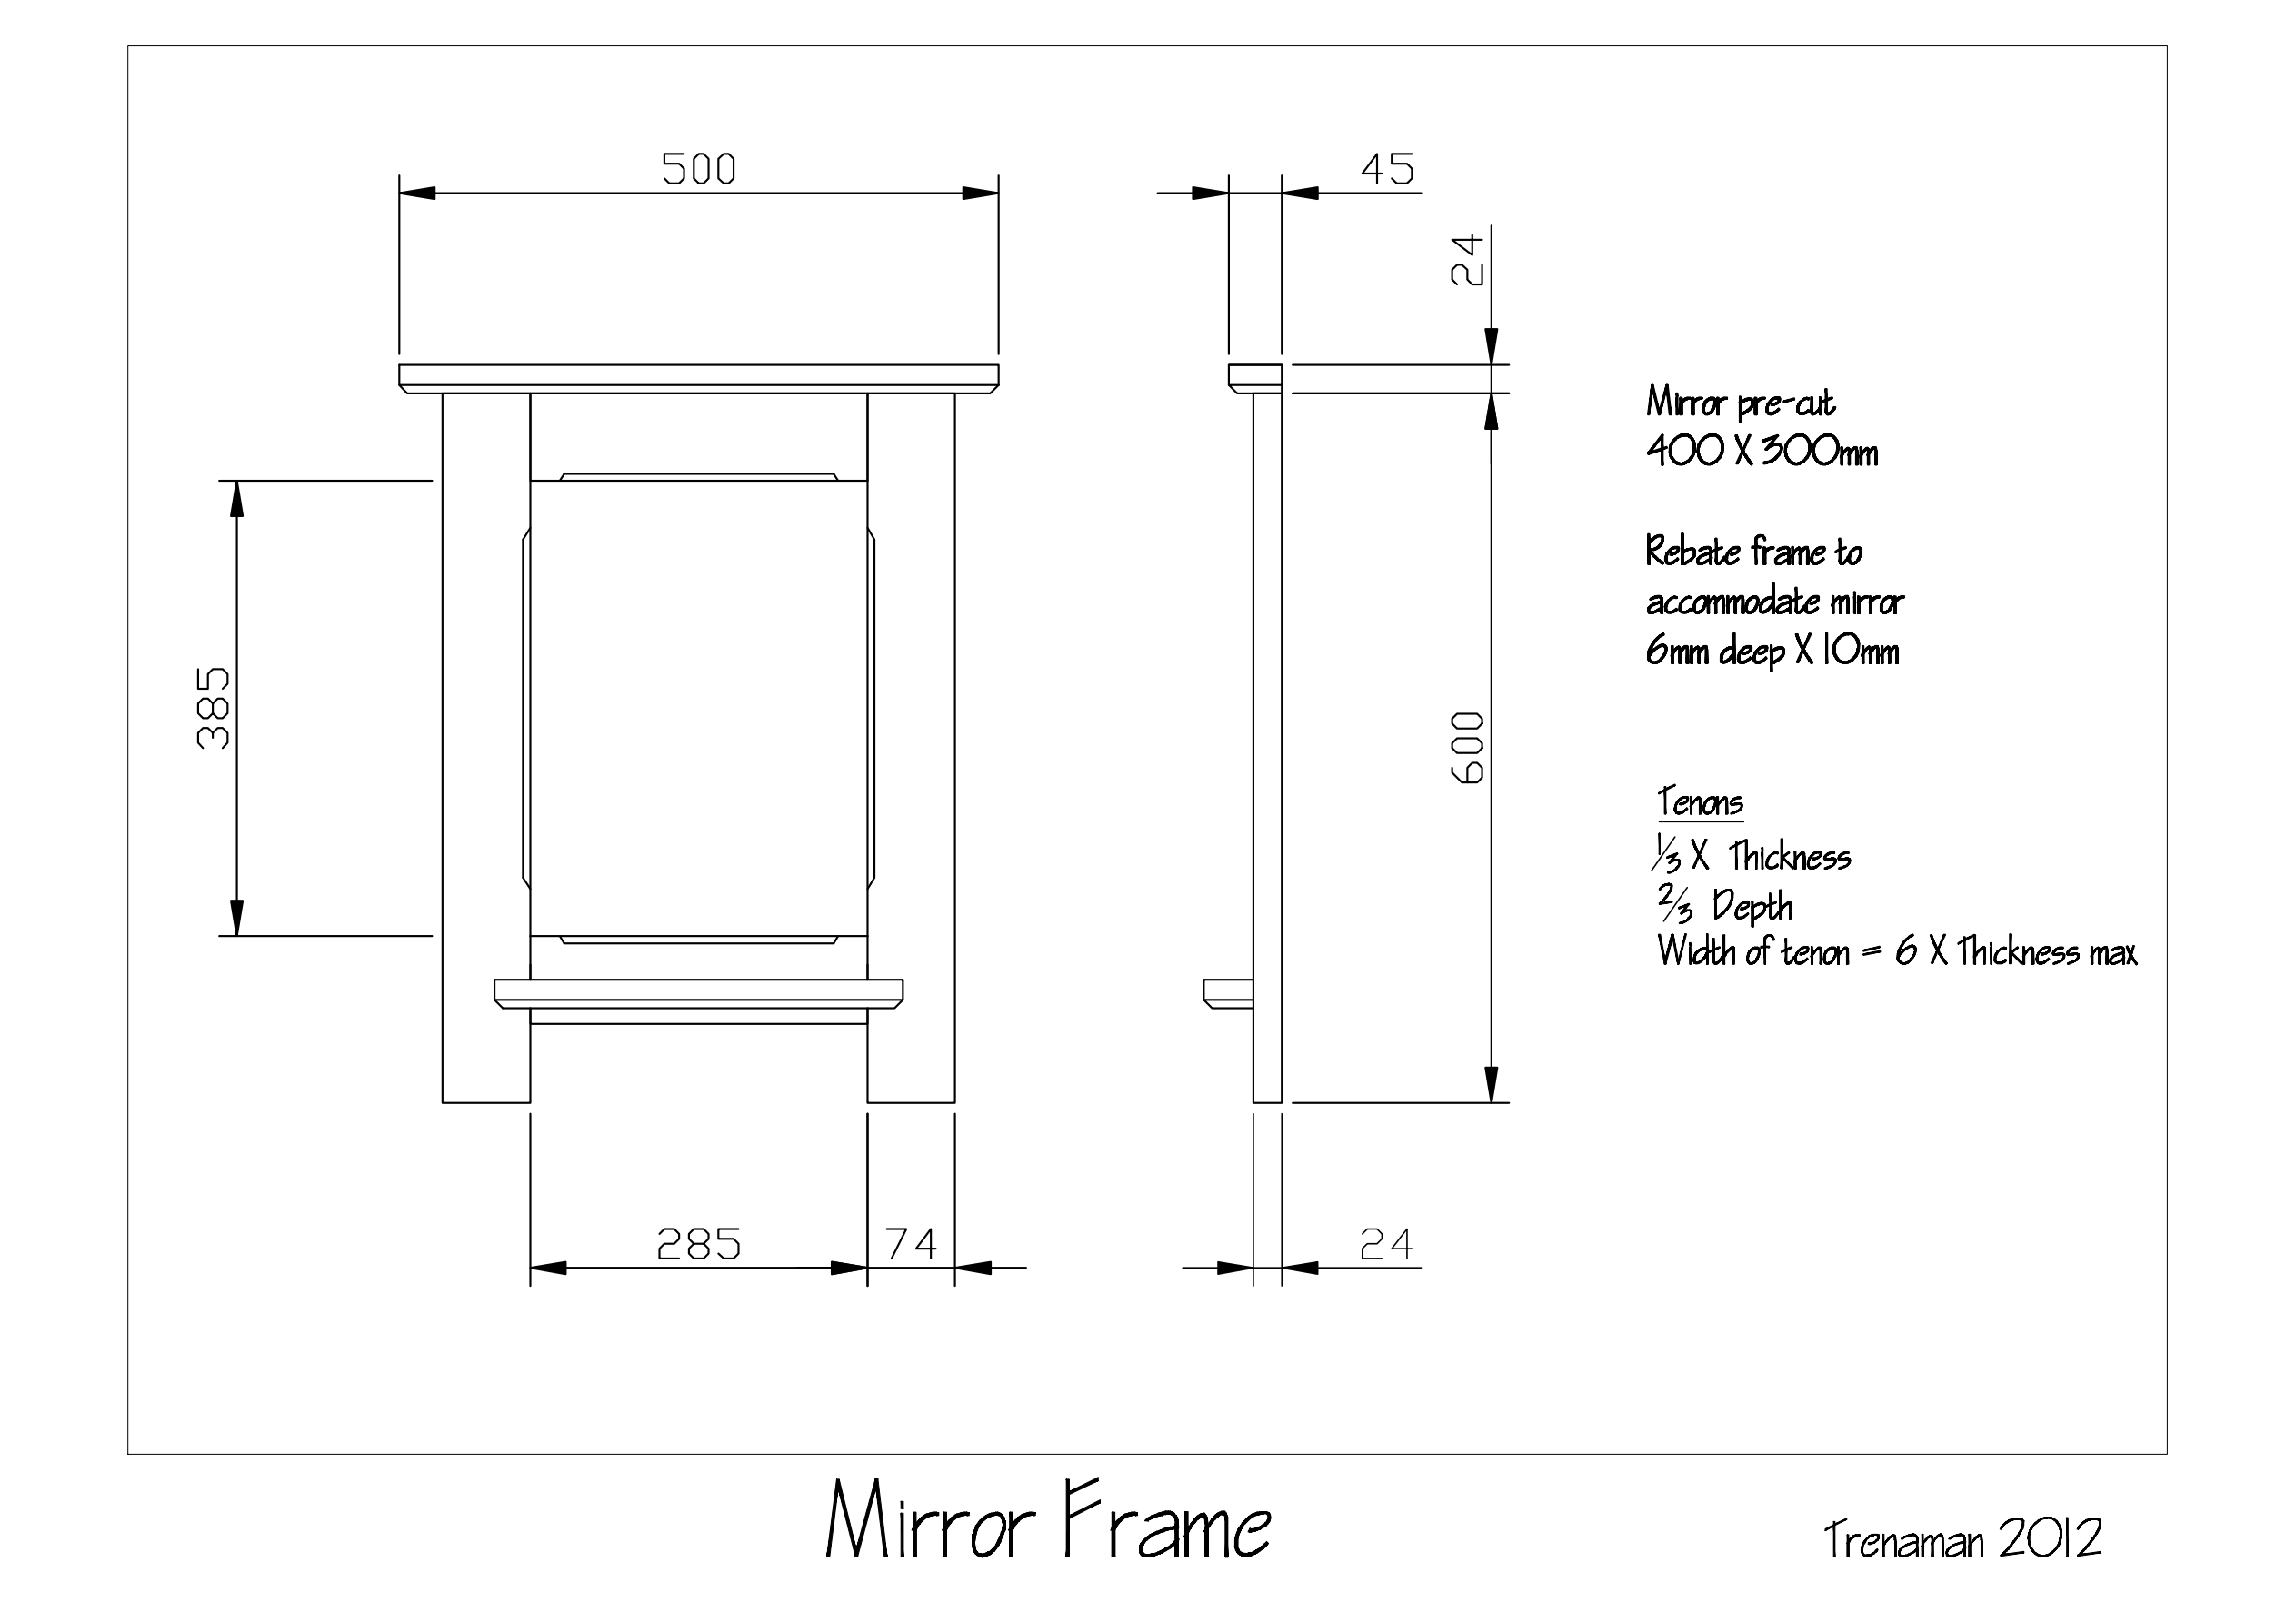 500
45
24
Mirror pre-cut
400 X 300mm
Rebate frame to
accommodate mirror
6mm deep X 10mm
385
600
Tenons
⅓ X Thickness
⅔ Depth
Width of tenon = 6 X Thickness max
285
74
24
Mirror Frame
Trenaman 2012